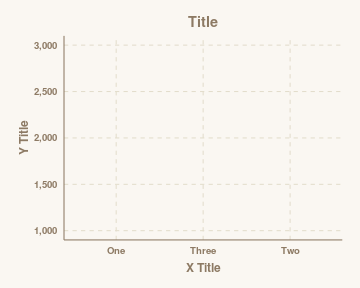 Title
3,000
2,500
2,000
1,500
1,000
Y Title
One Three Two
X Title